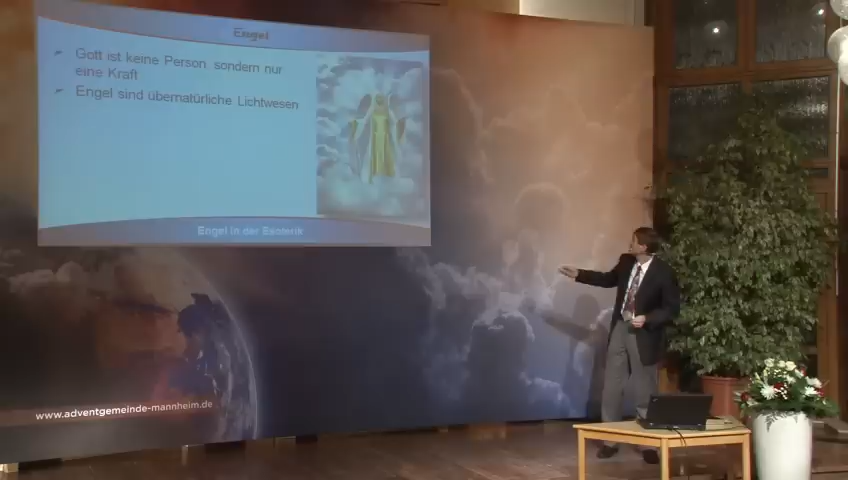 Engel
Gott ist keine Person sondern nur
eine Kraft
Engel sind übernatürliche Lichtwesen
Engel in der Esoterik
www.adventgemeinde-mannheim.de